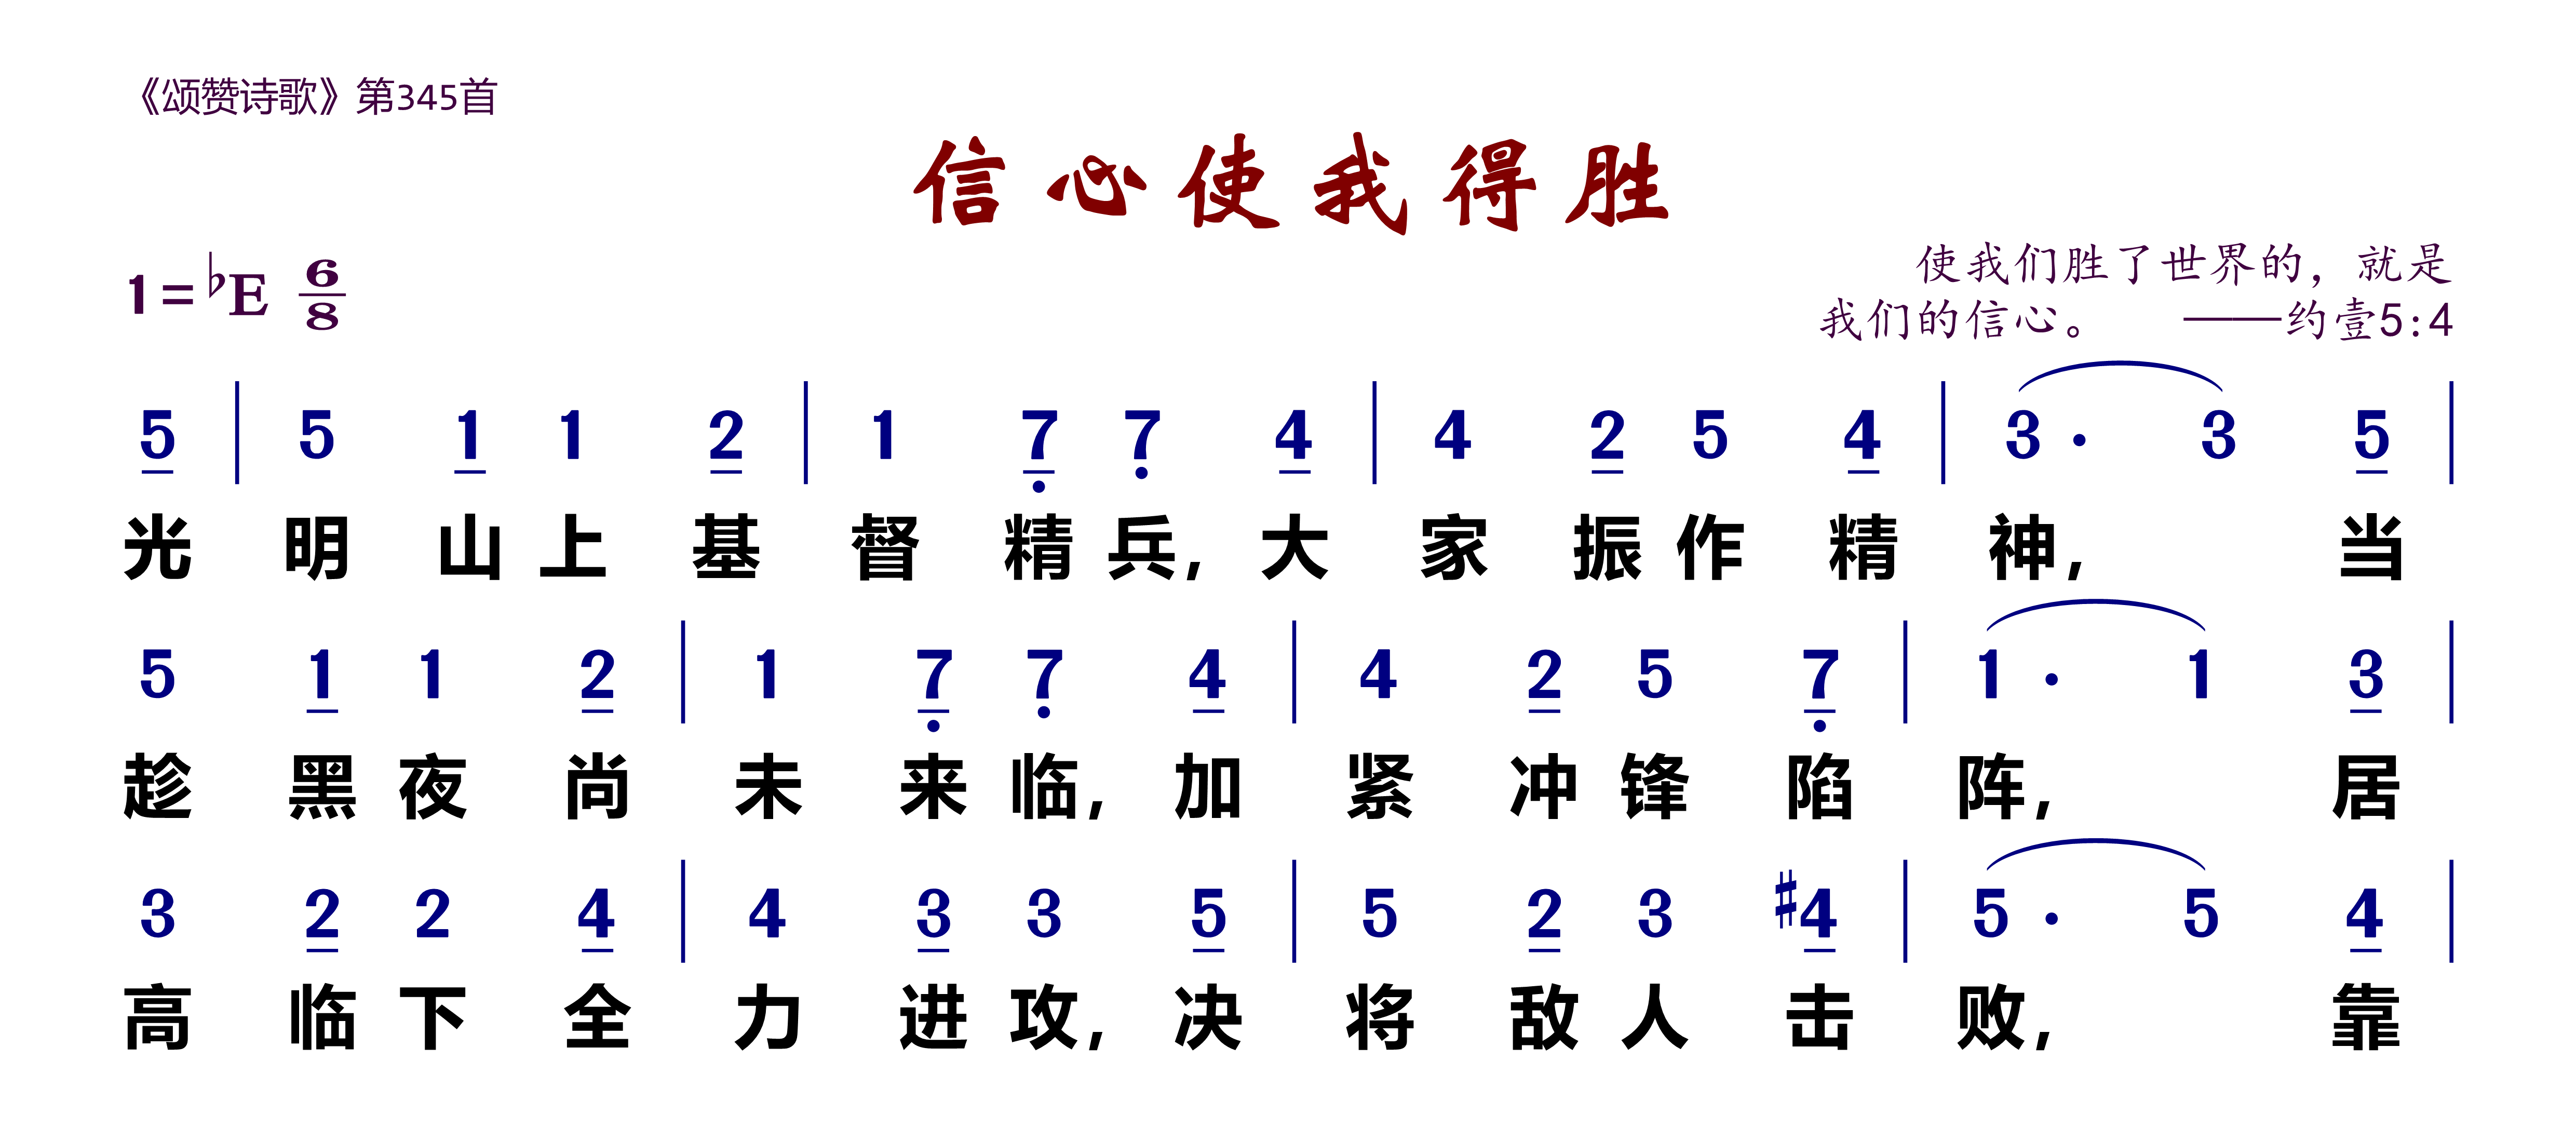 《颂赞诗歌》第345首
信心使我得胜
1=♭E 6/8
使我们胜了世界的，就是
我们的信心。 ——约壹5:4
5 | 5 1 1 2 | 1 7 7 4 | 4 2 5 4 | 3· 3 5 |
光明山上基督精兵，大家振作精神，当
5 1 1 2 | 1 7 7 4 | 4 2 5 7 | 1· 1 3 |
趁黑夜尚未来临，加紧冲锋陷阵，居
3 2 2 4 | 4 3 3 5 | 5 2 3 #4 | 5· 5 4 |
高临下全力进攻，决将敌人击败，靠